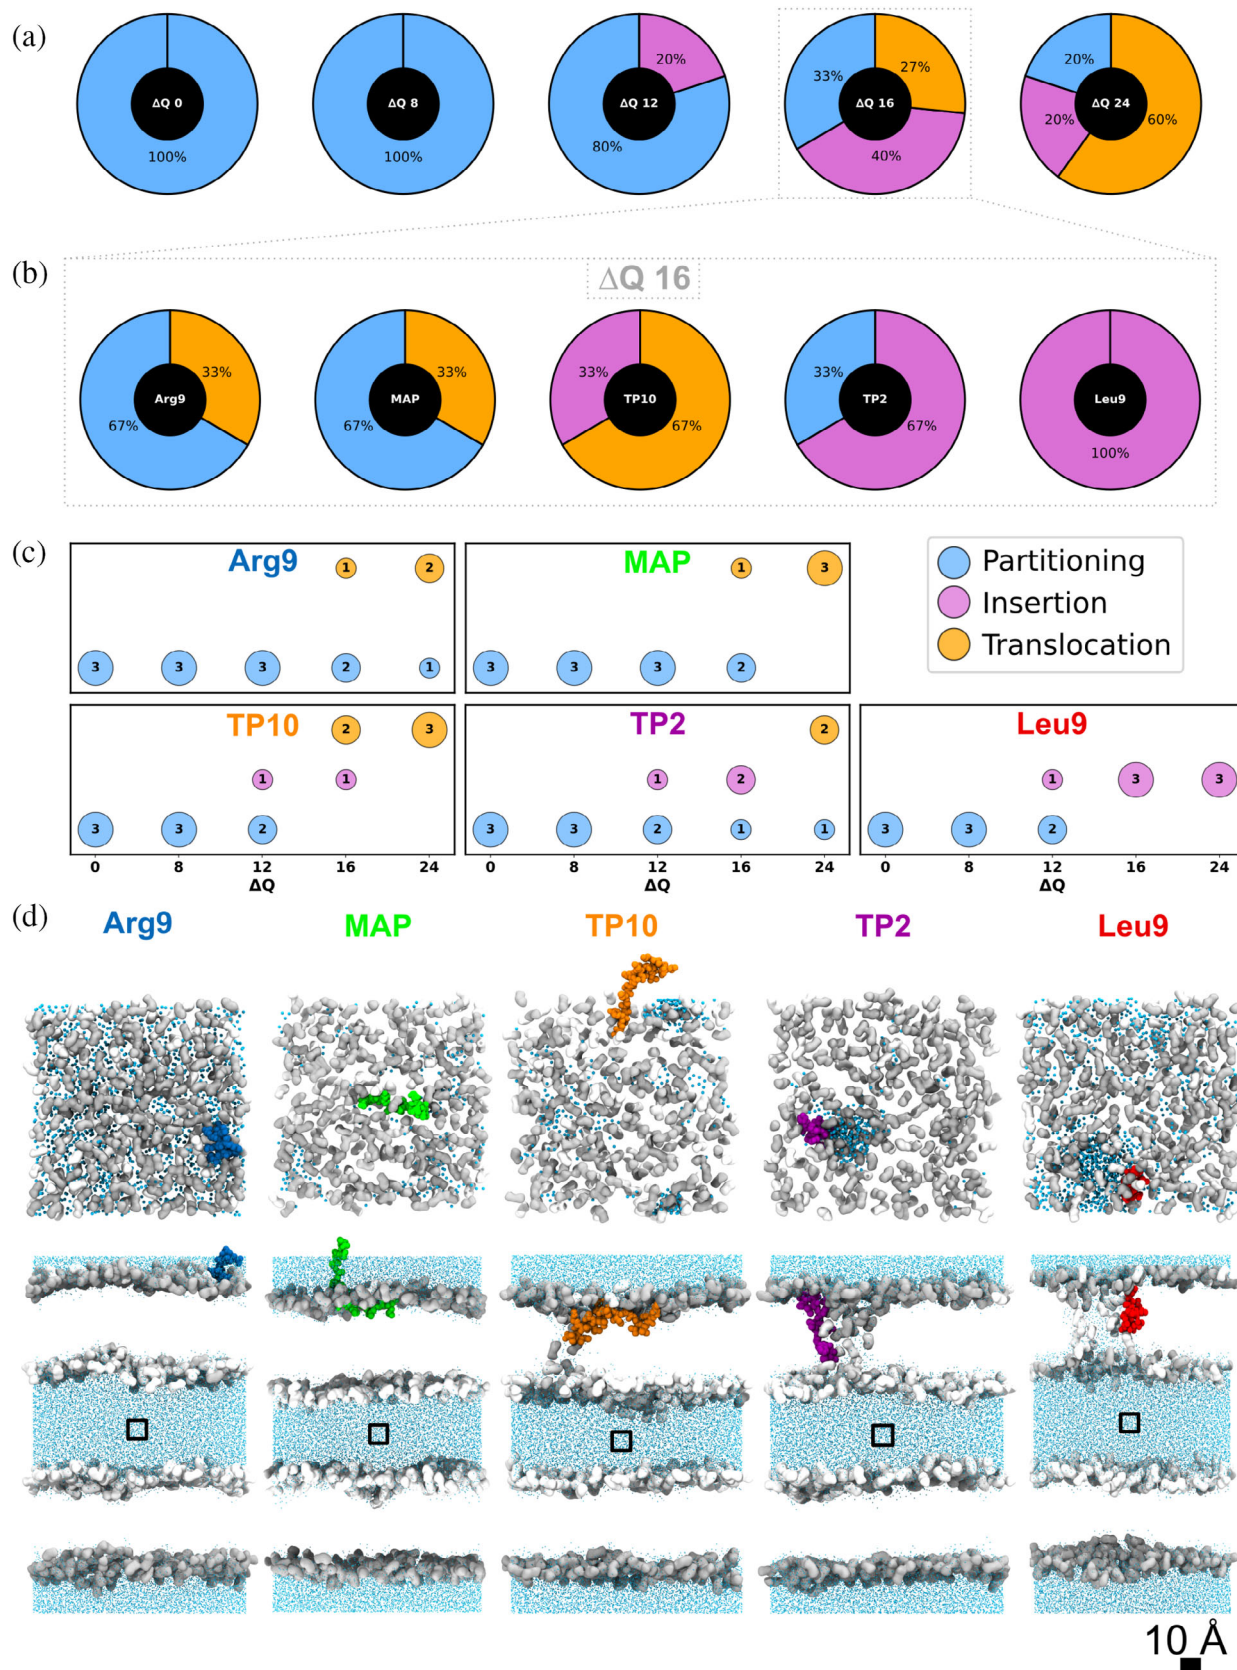 (a)
ΔQ 0
100%
ΔQ 8
100%
20%
ΔQ 12
80%
33%
27%
ΔQ 16
40%
20%
ΔQ 24
20%
60%
(b)
ΔQ 16
33%
Arg9
67%
33%
MAP
67%
33%
TP10
67%
33%
TP2
67%
Leu9
100%
(c)
Arg9
1 2
3 3 3 2 1
MAP
1 3
3 3 3 2
Partitioning
Insertion
Translocation
TP10
2 3
1 1
3 3 2
0 8 12 16 24
ΔQ
TP2
2
1 2
3 3 2 1 1
0 8 12 16 24
ΔQ
Leu9
1 3 3
3 3 2
0 8 12 16 24
ΔQ
(d)
Arg9 MAP TP10 TP2 Leu9
10 Å